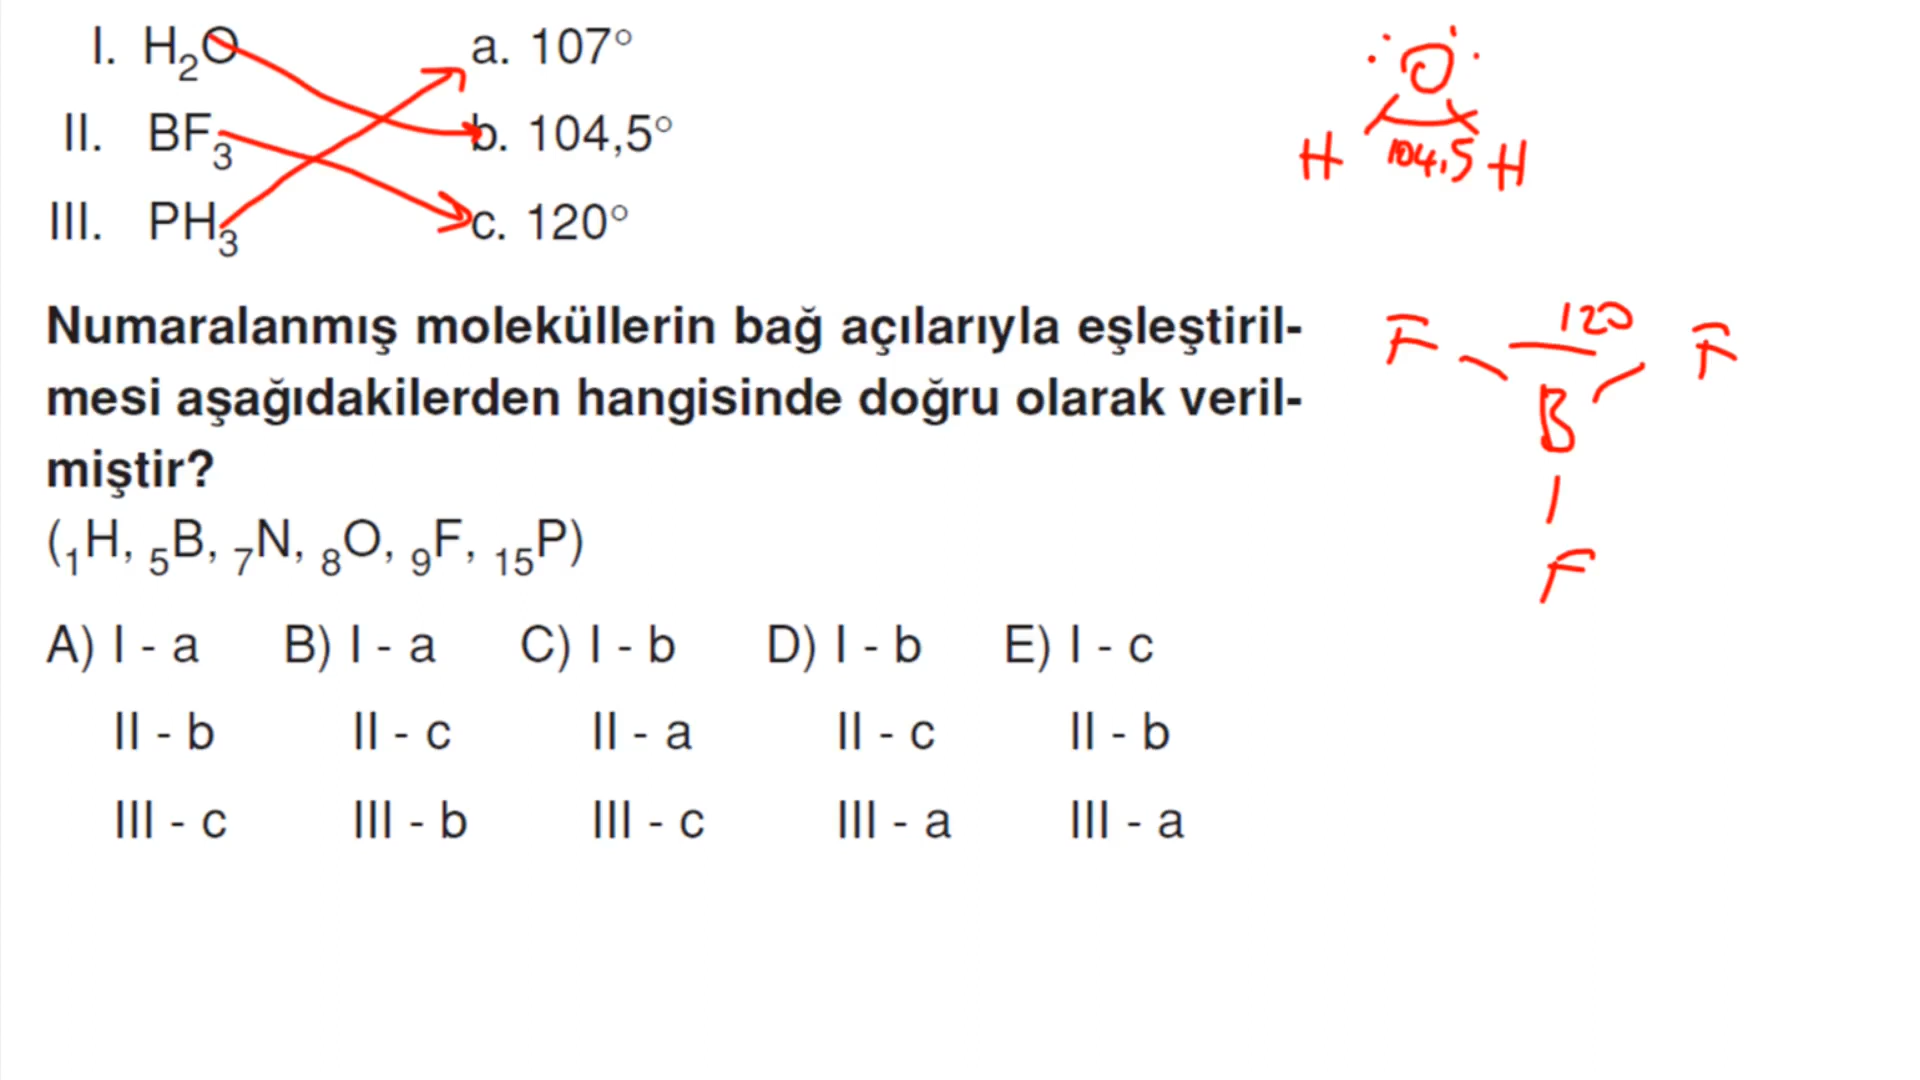 I. H₂O a. 107°
II. BF₃ b. 104,5°
III. PH₃ c. 120°
Numaralanmış moleküllerin bağ açılarıyla eşleştiril-
mesi aşağıdakilerden hangisinde doğru olarak veril-
miştir?
(₁H, ₅B, ₇N, ₈O, ₉F, ₁₅P)
A) I - a B) I - a C) I - b D) I - b E) I - c
II - b II - c II - a II - c II - b
III - c III - b III - c III - a III - a
O
H 104,5 H
120
F F
B
F